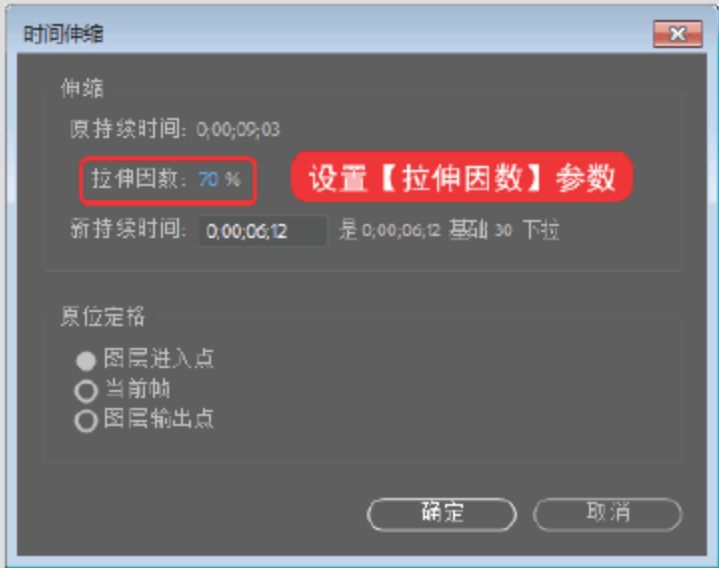 时间伸缩
伸缩
原持续时间: 0;00;09;03
拉伸因数: 70 %
设置【拉伸因数】参数
新持续时间: 0;00;06;12 是 0;00;06;12 基础 30 下拉
原位定格
图层进入点
当前帧
图层输出点
确定 取消